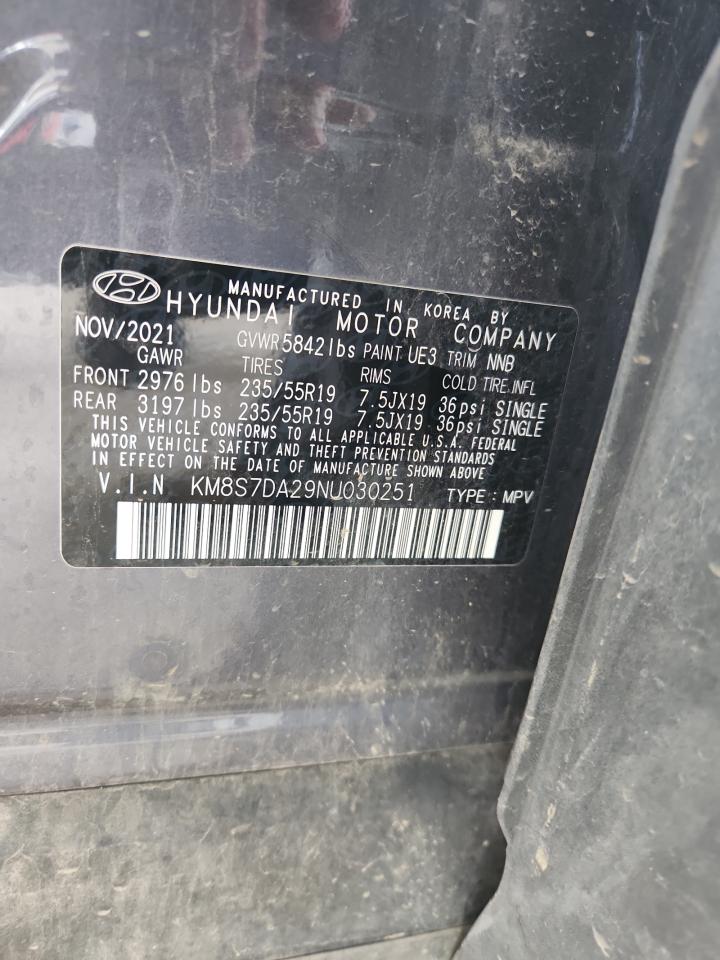 MANUFACTURED IN KOREA BY
HYUNDAI MOTOR COMPANY
NOV/2021 GVWR 5842lbs PAINT UE3 TRIM NNB
GAWR TIRES RIMS COLD TIRE.INFL
FRONT 2976 lbs 235/55R19 7.5JX19 36psi SINGLE
REAR 3197 lbs 235/55R19 7.5JX19 36psi SINGLE
THIS VEHICLE CONFORMS TO ALL APPLICABLE U.S.A. FEDERAL
MOTOR VEHICLE SAFETY AND THEFT PREVENTION STANDARDS
IN EFFECT ON THE DATE OF MANUFACTURE SHOWN ABOVE
V.I.N KM8S7DA29NU030251 TYPE : MPV